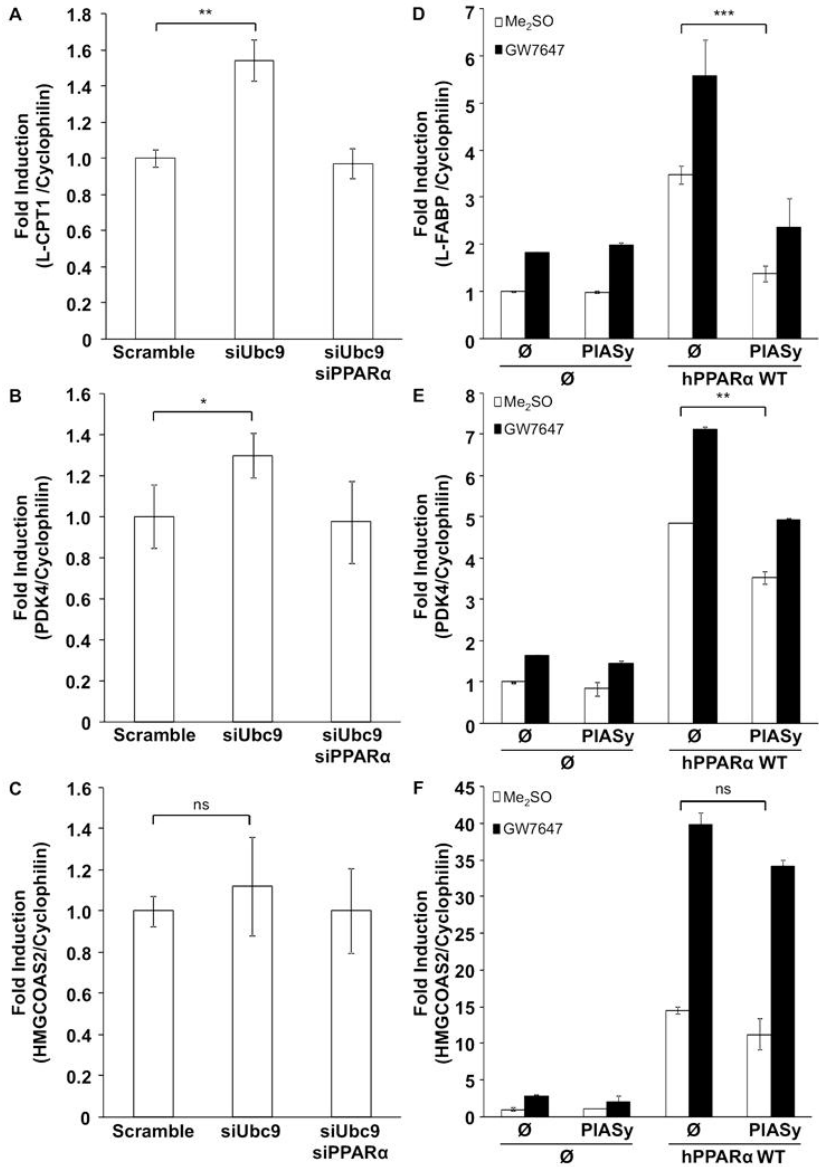 A
Fold Induction
(L-CPT1 /Cyclophilin)
1.8
1.6
1.4
1.2
1.0
0.8
0.6
0.4
0.2
0
**
Scramble siUbc9 siUbc9
siPPARα
B
Fold Induction
(PDK4/Cyclophilin)
1.6
1.4
1.2
1.0
0.8
0.6
0.4
0.2
0
*
Scramble siUbc9 siUbc9
siPPARα
C
Fold Induction
(HMGCOAS2/Cyclophilin)
1.6
1.4
1.2
1.0
0.8
0.6
0.4
0.2
0
ns
Scramble siUbc9 siUbc9
siPPARα
D
Fold Induction
(L-FABP /Cyclophilin)
7
6
5
4
3
2
1
0
Me₂SO
GW7647
***
Ø PIASy Ø PIASy
Ø hPPARα WT
E
Fold Induction
(PDK4/Cyclophilin)
8
7
6
5
4
3
2
1
0
Me₂SO
GW7647
**
Ø PIASy Ø PIASy
Ø hPPARα WT
F
Fold Induction
(HMGCOAS2/Cyclophilin)
45
40
35
30
25
20
15
10
5
0
Me₂SO
GW7647
ns
Ø PIASy Ø PIASy
Ø hPPARα WT